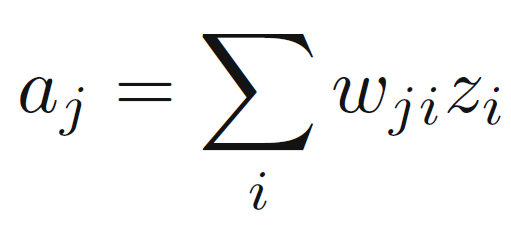 a_j = \sum_i w_{ji} z_i